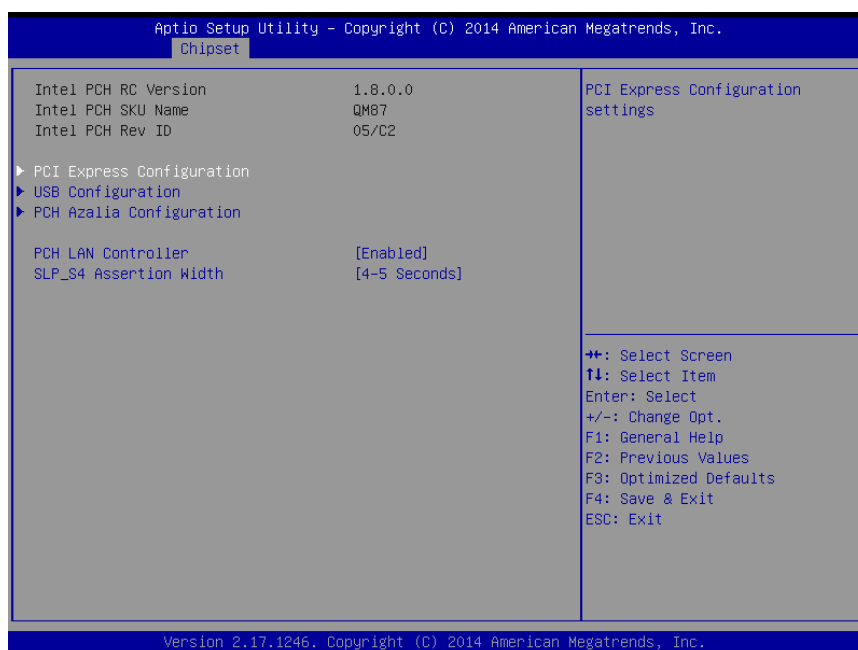 Aptio Setup Utility – Copyright (C) 2014 American Megatrends, Inc.
Chipset
Intel PCH RC Version 1.8.0.0
Intel PCH SKU Name QM87
Intel PCH Rev ID 05/C2
PCI Express Configuration
USB Configuration
PCH Azalia Configuration
PCH LAN Controller [Enabled]
SLP_S4 Assertion Width [4-5 Seconds]
PCI Express Configuration
settings
→←: Select Screen
↑↓: Select Item
Enter: Select
+/-: Change Opt.
F1: General Help
F2: Previous Values
F3: Optimized Defaults
F4: Save & Exit
ESC: Exit
Version 2.17.1246. Copyright (C) 2014 American Megatrends, Inc.